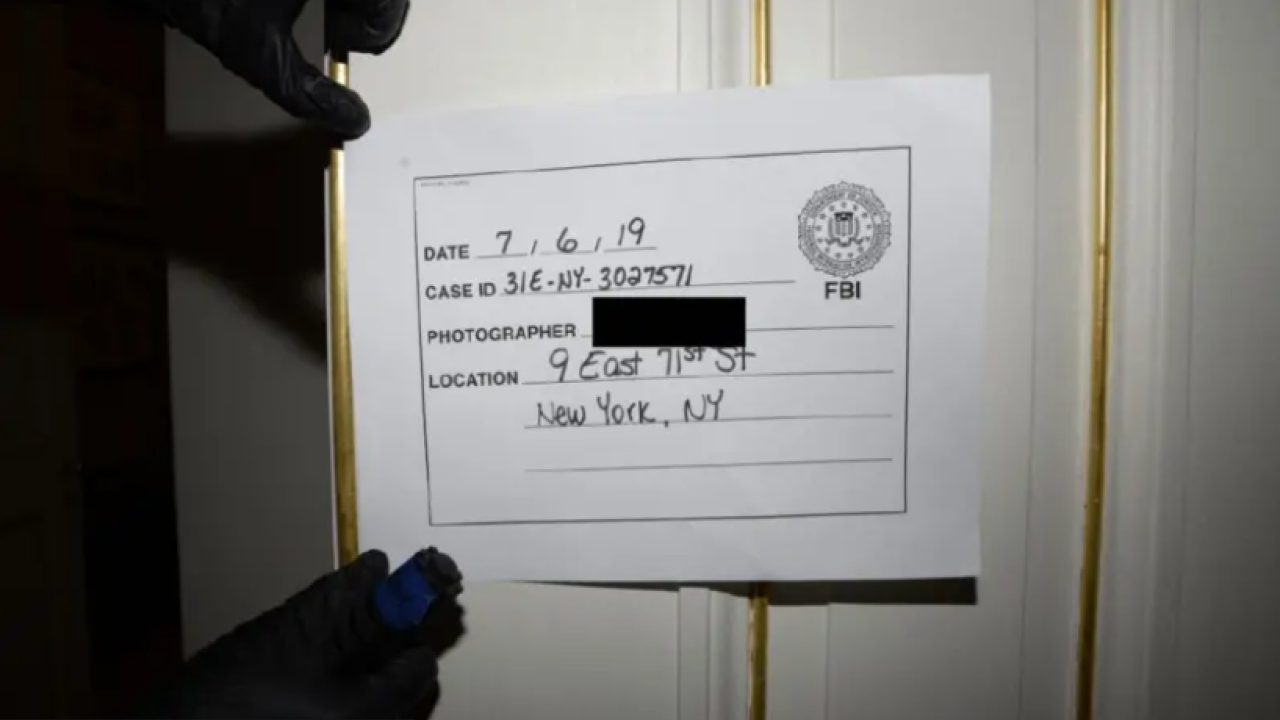 DATE 7 / 6 / 19
CASE ID 31E-NY-3027571
PHOTOGRAPHER
LOCATION 9 East 71st St
New York, NY
FBI